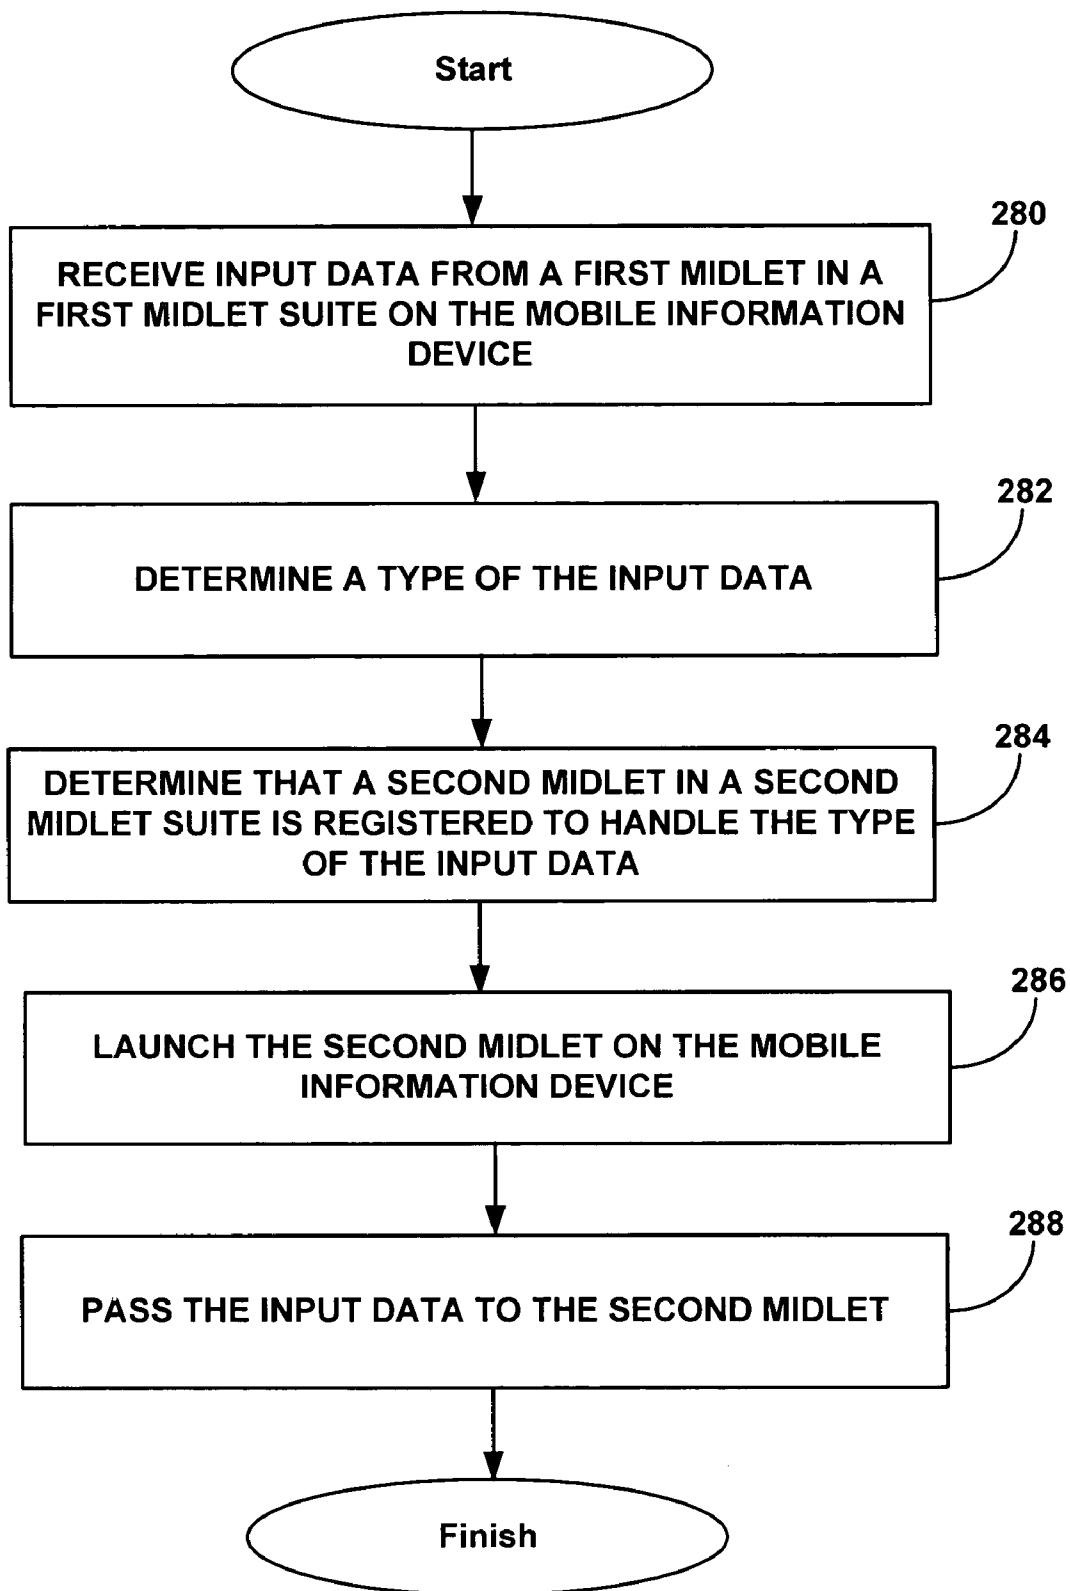 Start
280
RECEIVE INPUT DATA FROM A FIRST MIDLET IN A
FIRST MIDLET SUITE ON THE MOBILE INFORMATION
DEVICE
282
DETERMINE A TYPE OF THE INPUT DATA
284
DETERMINE THAT A SECOND MIDLET IN A SECOND
MIDLET SUITE IS REGISTERED TO HANDLE THE TYPE
OF THE INPUT DATA
286
LAUNCH THE SECOND MIDLET ON THE MOBILE
INFORMATION DEVICE
288
PASS THE INPUT DATA TO THE SECOND MIDLET
Finish